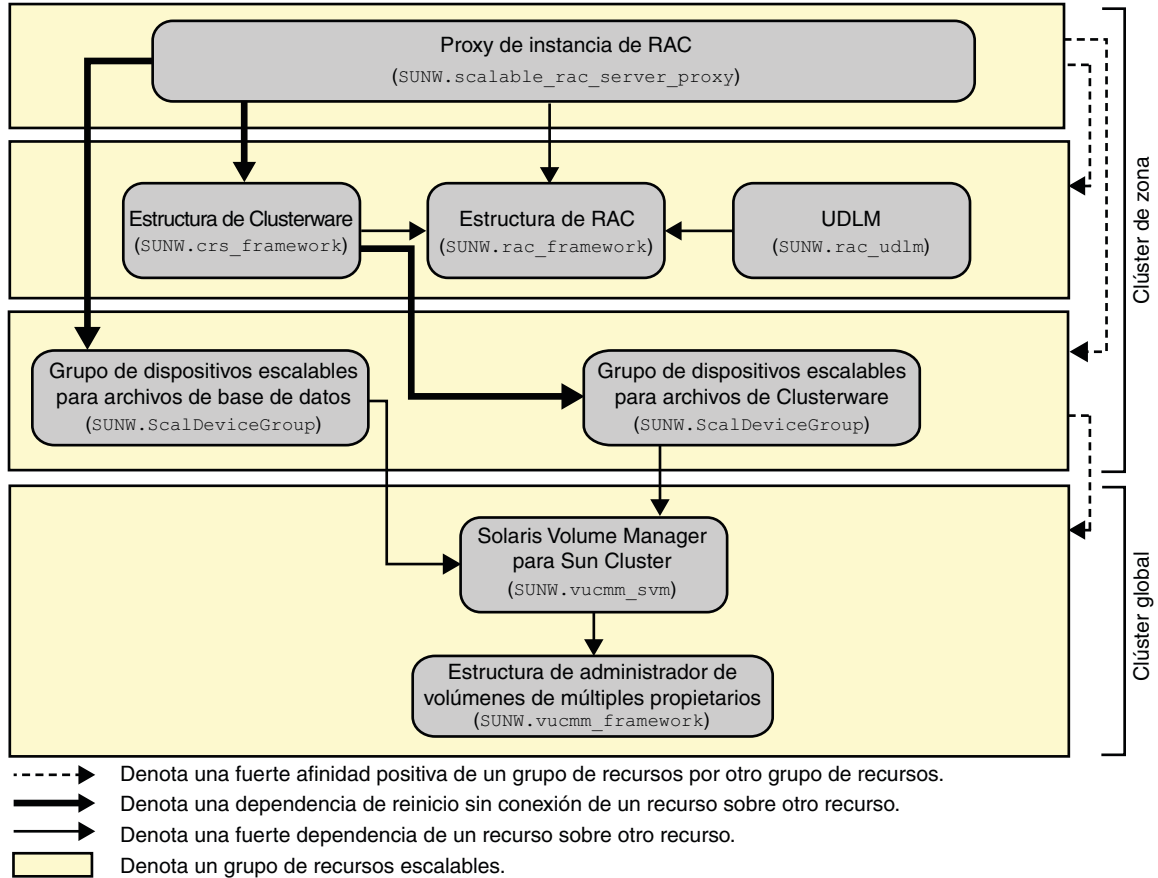 Proxy de instancia de RAC
(SUNW.scalable_rac_server_proxy)
Estructura de Clusterware
(SUNW.crs_framework)
Estructura de RAC
(SUNW.rac_framework)
UDLM
(SUNW.rac_udlm)
Clúster de zona
Grupo de dispositivos escalables
para archivos de base de datos
(SUNW.ScalDeviceGroup)
Grupo de dispositivos escalables
para archivos de Clusterware
(SUNW.ScalDeviceGroup)
Solaris Volume Manager
para Sun Cluster
(SUNW.vucmm_svm)
Estructura de administrador de
volúmenes de múltiples propietarios
(SUNW.vucmm_framework)
Clúster global
Denota una fuerte afinidad positiva de un grupo de recursos por otro grupo de recursos.
Denota una dependencia de reinicio sin conexión de un recurso sobre otro recurso.
Denota una fuerte dependencia de un recurso sobre otro recurso.
Denota un grupo de recursos escalables.